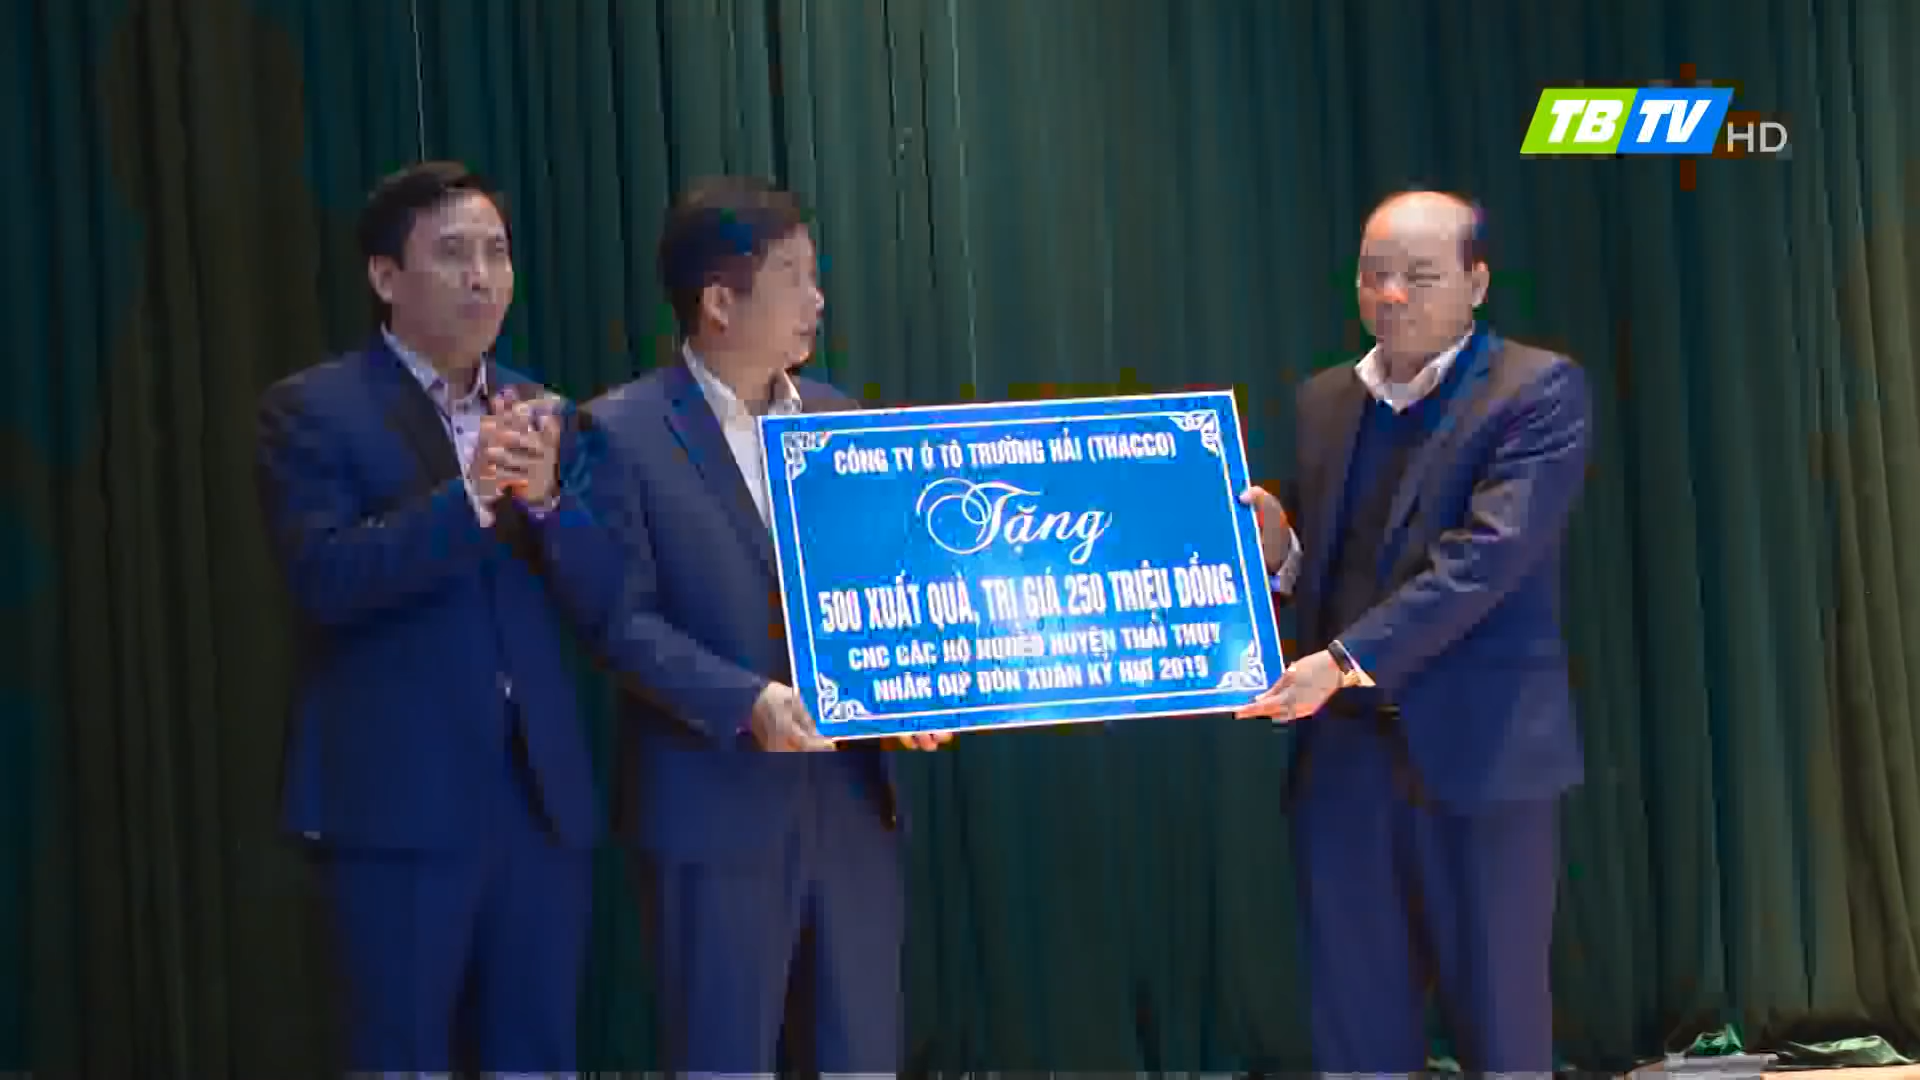 TBTV HD
CÔNG TY Ô TÔ TRƯỜNG HẢI (THACCO)
Tặng
500 XUẤT QUÀ, TRỊ GIÁ 250 TRIỆU ĐỒNG
CHO CÁC HỘ NGHÈO HUYỆN THÁI THỤY
NHÂN DỊP ĐÓN XUÂN KỶ HỢI 2019